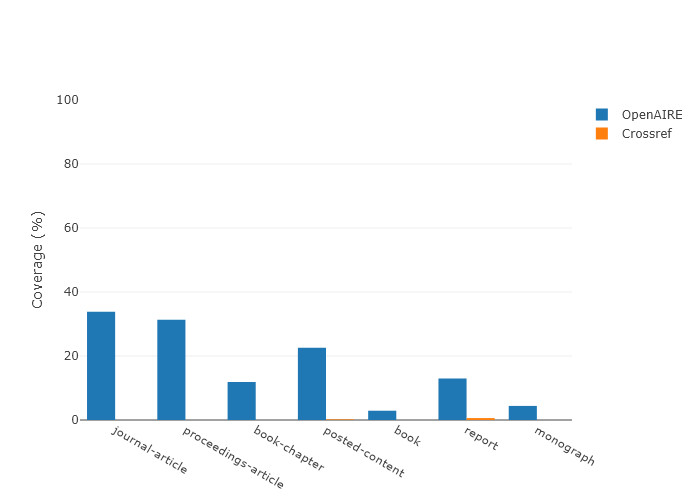 100
80
60
40
20
0
Coverage (%)
journal-article
proceedings-article
book-chapter
posted-content
book
report
monograph
OpenAIRE
Crossref